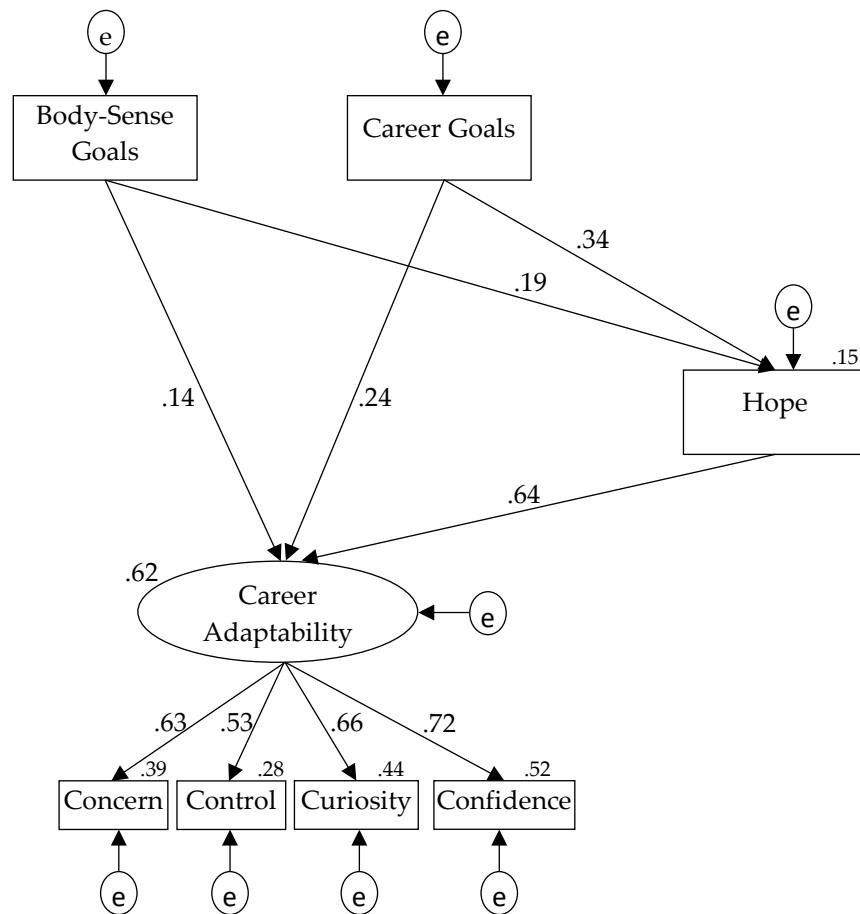 e
e
Body-Sense
Goals
Career Goals
.34
.19
e
.15
Hope
.14
.24
.64
.62
Career
Adaptability
e
.63
.53
.66
.72
.39
.28
.44
.52
Concern
Control
Curiosity
Confidence
e
e
e
e